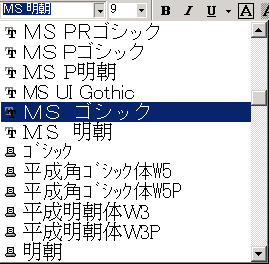 MS 明朝 9 B I U A
MS PRゴシック
MS Pゴシック
MS P明朝
MS UI Gothic
ＭＳ ゴシック
ＭＳ 明朝
ｺﾞｼｯｸ
平成角ｺﾞｼｯｸ体W5
平成角ｺﾞｼｯｸ体W5P
平成明朝体W3
平成明朝体W3P
明朝